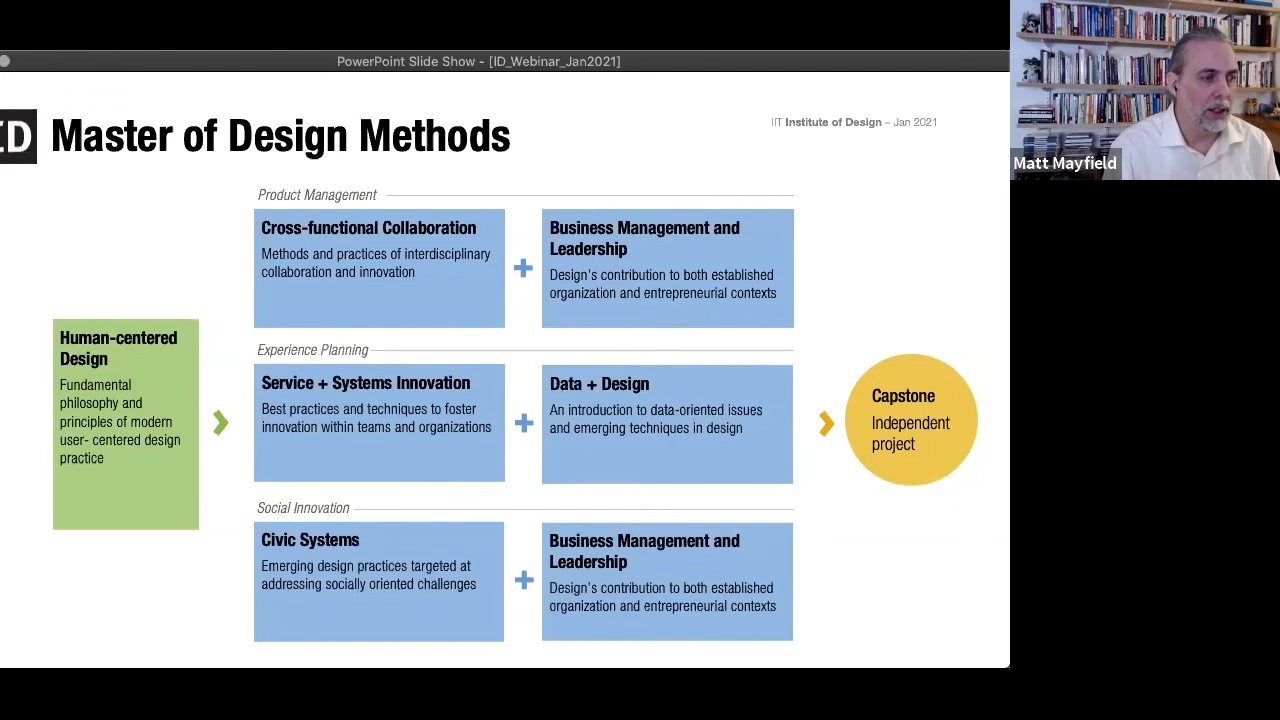 PowerPoint Slide Show - [ID_Webinar_Jan2021]
ID
Master of Design Methods
IIT Institute of Design – Jan 2021
Matt Mayfield
Human-centered
Design
Fundamental
philosophy and
principles of modern
user- centered design
practice
Product Management
Cross-functional Collaboration
Methods and practices of interdisciplinary
collaboration and innovation
Business Management and
Leadership
Design's contribution to both established
organization and entrepreneurial contexts
Experience Planning
Service + Systems Innovation
Best practices and techniques to foster
innovation within teams and organizations
Data + Design
An introduction to data-oriented issues
and emerging techniques in design
Social Innovation
Civic Systems
Emerging design practices targeted at
addressing socially oriented challenges
Business Management and
Leadership
Design's contribution to both established
organization and entrepreneurial contexts
Capstone
Independent
project